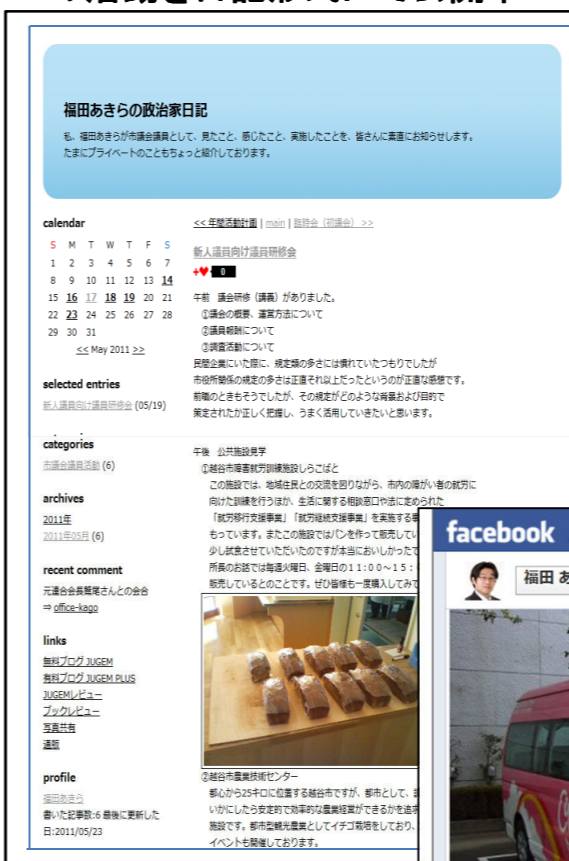 福田あきらの政治家日記
私、福田あきらが市議会議員として、見たこと、感じたこと、実施したことを、皆さんに素直にお知らせします。
たまにプライベートのこともちょっと紹介しております。
calendar
S M T W T F S
1 2 3 4 5 6 7
8 9 10 11 12 13 14
15 16 17 18 19 20 21
22 23 24 25 26 27 28
29 30 31
<< May 2011 >>
selected entries
新人議員向け議員研修会 (05/19)
categories
市議会議員活動 (6)
archives
2011年
2011年05月 (6)
recent comment
元連合会長鷲尾さんとの会合
⇒ office-kago
links
無料ブログ JUGEM
有料ブログ JUGEM PLUS
JUGEMレビュー
ブックレビュー
写真共有
通販
profile
福田あきら
書いた記事数:6 最後に更新した
日:2011/05/23
<< 年間活動計画 | main | 臨時会(初議会) >>
新人議員向け議員研修会
+♥ 0
午前 議会研修(講義)がありました。
①議会の概要、運営方法について
②議員報酬について
③調査活動について
民間企業にいた際に、規定類の多さには慣れていたつもりでしたが
市役所関係の規定の多さは正直それ以上だったというのが正直な感想です。
前職のときもそうでしたが、その規定がどのような背景および目的で
策定されたか正しく把握し、うまく活用していきたいと思います。
午後 公共施設見学
①越谷市障害就労訓練施設しらこばと
この施設では、地域住民との交流を図りながら、市内の障がい者の就労に
向けた訓練を行うほか、生活に関する相談窓口や法に定められた
「就労移行支援事業」「就労継続支援事業」を実施する事
もっています。またこの施設ではパンを作って販売してい
少し試食させていただいたのですが本当においしかったで
所長のお話では毎週火曜日、金曜日の11:00~15:
販売しているとのことです。ぜひ皆様も一度購入してみて
②越谷市農業技術センター
都心から25キロに位置する越谷市ですが、都市として、
いかにしたら安定的で効率的な農業経営ができるかを追求
施設です。都市型観光農業としてイチゴ栽培をしており、
イベントも開催しております。
facebook
福田 あ